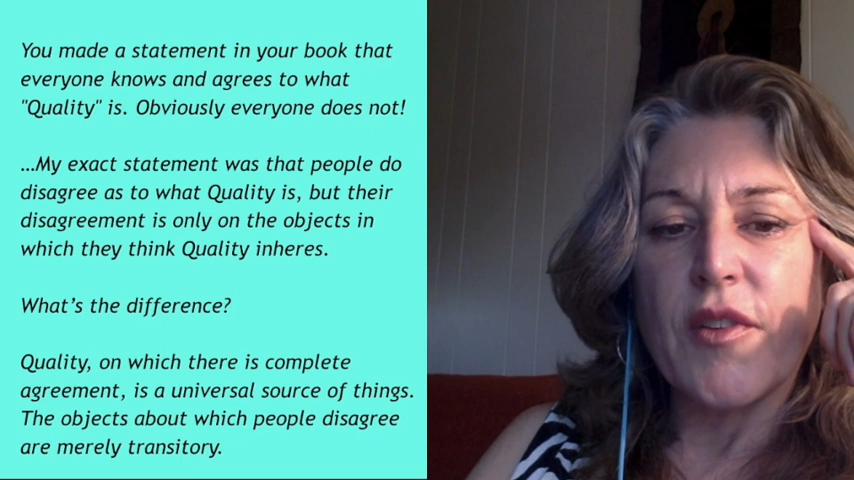 You made a statement in your book that
everyone knows and agrees to what
"Quality" is. Obviously everyone does not!
…My exact statement was that people do
disagree as to what Quality is, but their
disagreement is only on the objects in
which they think Quality inheres.
What’s the difference?
Quality, on which there is complete
agreement, is a universal source of things.
The objects about which people disagree
are merely transitory.